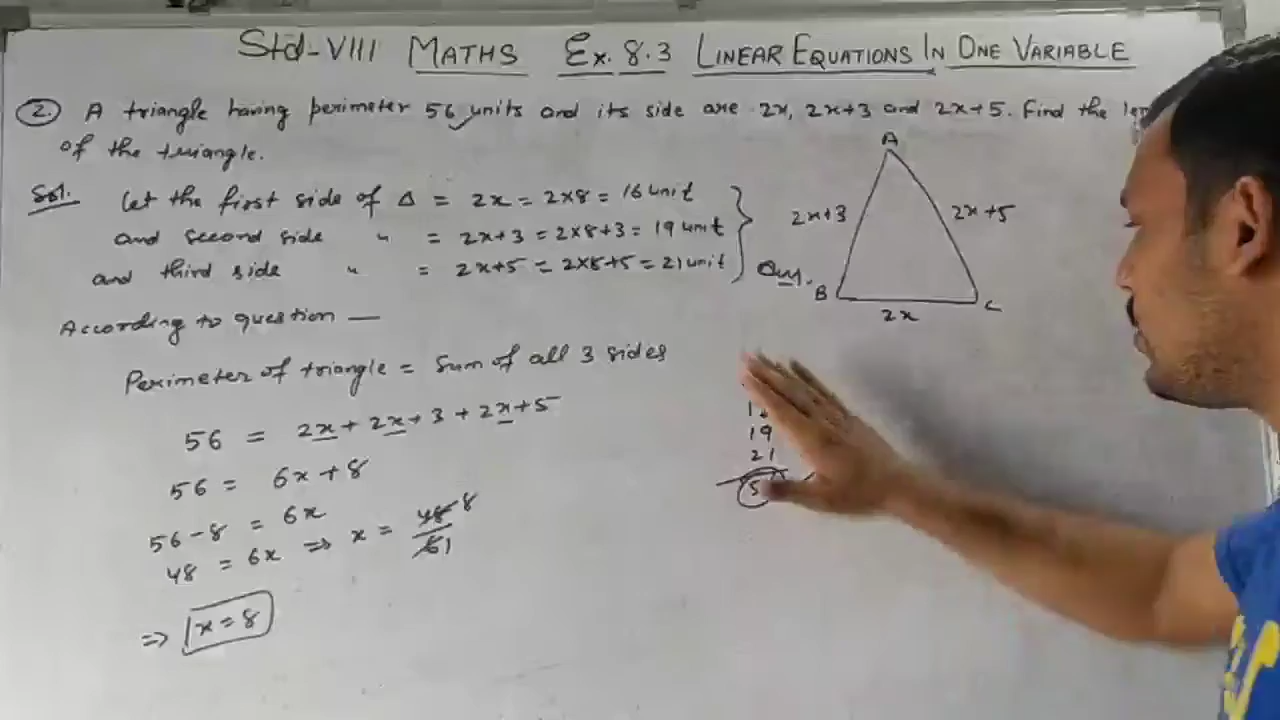 Std-VIII MATHS Ex. 8.3 LINEAR EQUATIONS IN ONE VARIABLE
② A triangle having perimeter 56 units and its side are 2x, 2x+3 and 2x+5. Find the
of the triangle.
Sol. Let the first side of Δ = 2x = 2×8 = 16 unit
and second side " = 2x+3 = 2×8+3 = 19 unit
and third side " = 2x+5 = 2×8+5 = 21 unit
Ans.
A
2x+3
2x+5
B
C
2x
According to question —
Perimeter of triangle = Sum of all 3 sides
56 = 2x + 2x + 3 + 2x + 5
56 = 6x + 8
56-8 = 6x
48 = 6x ⇒ x = 48/6 8 1
⇒ x = 8
19
21